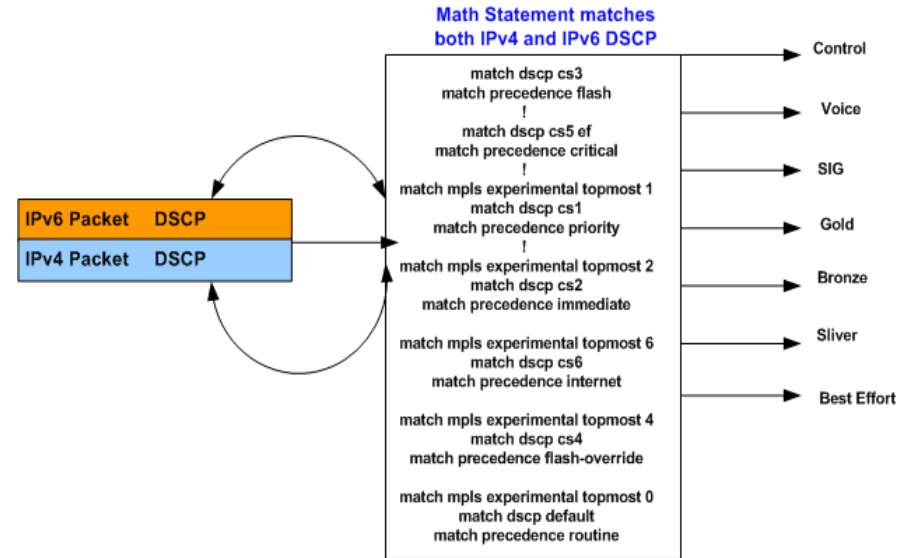 Math Statement matches
both IPv4 and IPv6 DSCP
IPv6 Packet DSCP
IPv4 Packet DSCP
match dscp cs3
match precedence flash
!
match dscp cs5 ef
match precedence critical
!
match mpls experimental topmost 1
match dscp cs1
match precedence priority
!
match mpls experimental topmost 2
match dscp cs2
match precedence immediate
match mpls experimental topmost 6
match dscp cs6
match precedence internet
match mpls experimental topmost 4
match dscp cs4
match precedence flash-override
match mpls experimental topmost 0
match dscp default
match precedence routine
Control
Voice
SIG
Gold
Bronze
Sliver
Best Effort